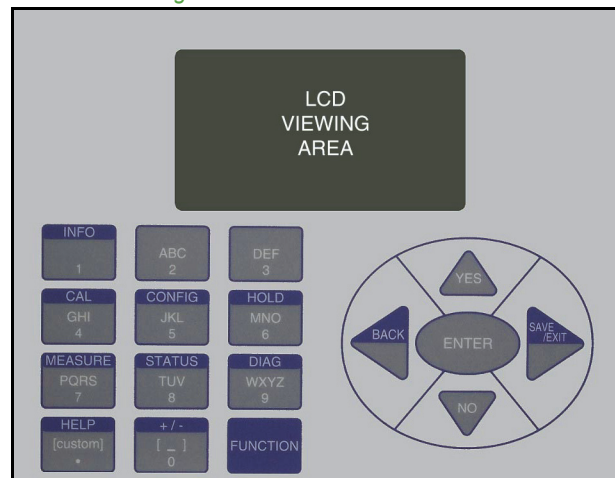 LCD
VIEWING
AREA
INFO
1
ABC
2
DEF
3
CAL
GHI
4
CONFIG
JKL
5
HOLD
MNO
6
MEASURE
PQRS
7
STATUS
TUV
8
DIAG
WXYZ
9
HELP
[custom]
•
+ / -
[ _ ]
0
FUNCTION
YES
BACK
ENTER
SAVE
/EXIT
NO